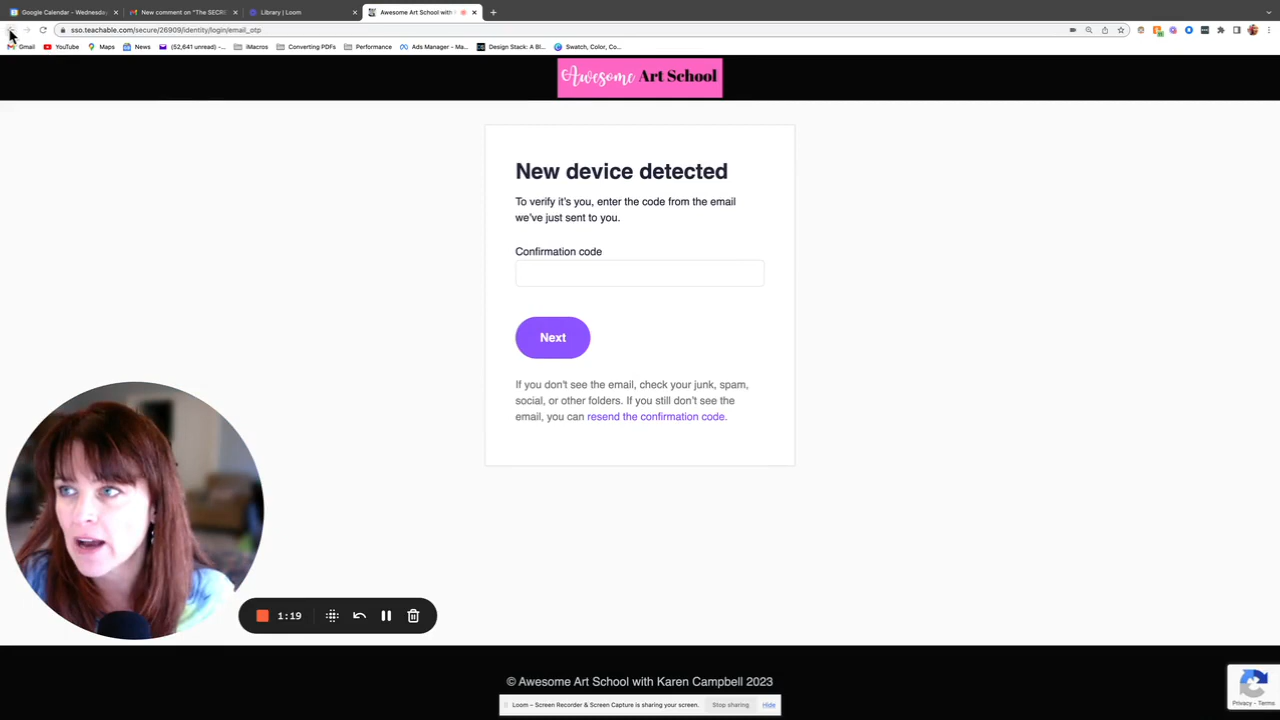 Google Calendar - Wednesday
New comment on "The SECRE
Library | Loom
Awesome Art School with
sso.teachable.com/secure/26909/identity/login/email_otp
Gmail
YouTube
Maps
News
(52,641 unread) -
iMacros
Converting PDFs
Performance
Ads Manager - Ma...
Design Stack: A Bl...
Swatch, Color, Co...
Awesome Art School
New device detected
To verify it's you, enter the code from the email
we've just sent to you.
Confirmation code
Next
If you don't see the email, check your junk, spam,
social, or other folders. If you still don't see the
email, you can resend the confirmation code.
1:19
© Awesome Art School with Karen Campbell 2023
Loom – Screen Recorder & Screen Capture is sharing your screen.
Stop sharing
Hide
Privacy - Terms